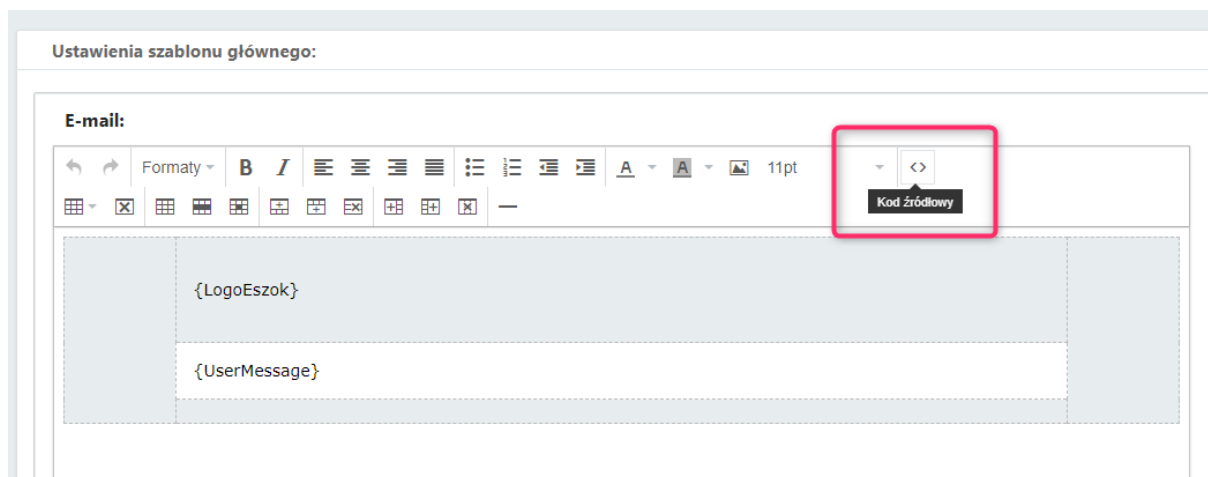 Ustawienia szablonu głównego:
E-mail:
Formaty B I A A 11pt <>
Kod źródłowy
{LogoEszok}
{UserMessage}